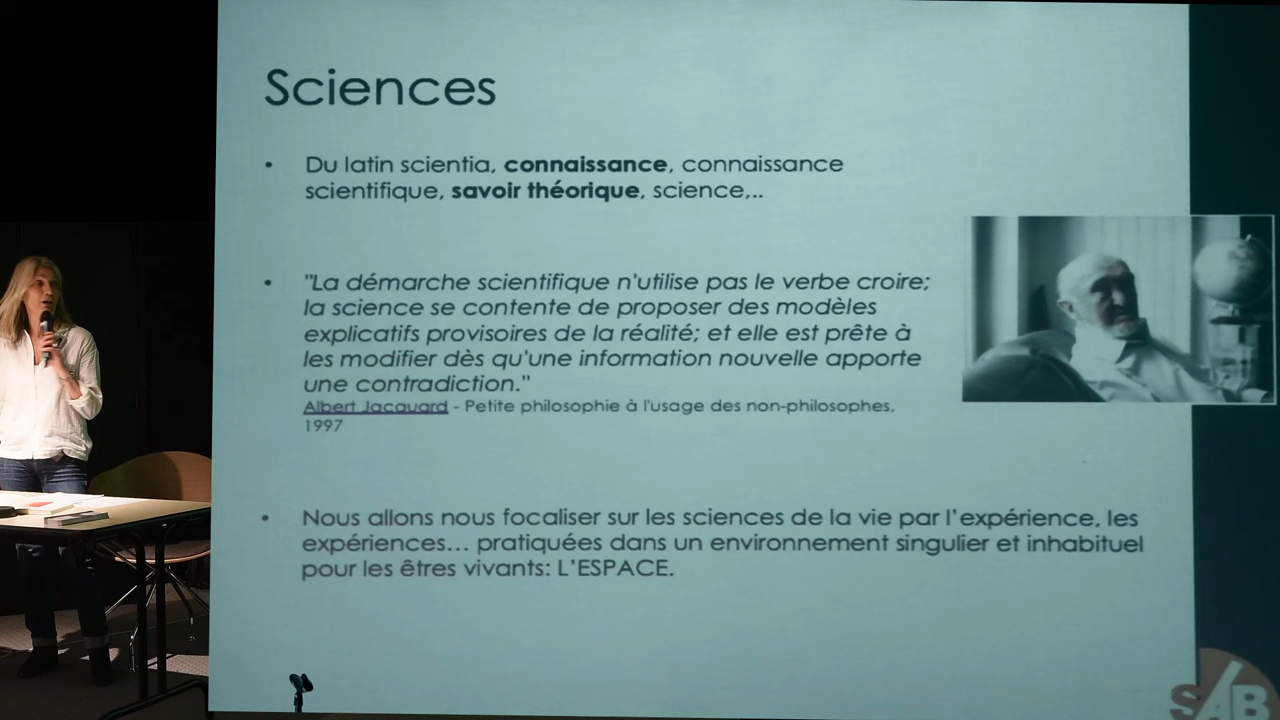 Sciences
• Du latin scientia, connaissance, connaissance
scientifique, savoir théorique, science,..
• "La démarche scientifique n'utilise pas le verbe croire;
la science se contente de proposer des modèles
explicatifs provisoires de la réalité; et elle est prête à
les modifier dès qu'une information nouvelle apporte
une contradiction."
Albert Jacquard - Petite philosophie à l'usage des non-philosophes,
1997
• Nous allons nous focaliser sur les sciences de la vie par l'expérience, les
expériences... pratiquées dans un environnement singulier et inhabituel
pour les êtres vivants: L'ESPACE.
SAB